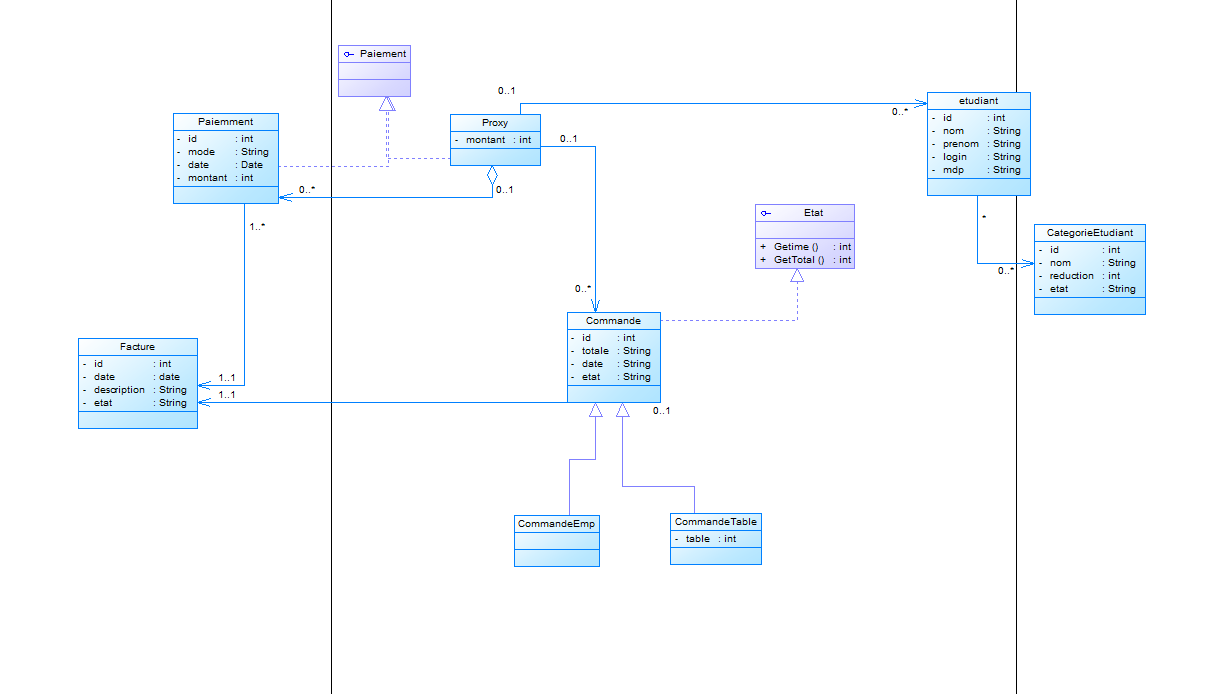 Paiement
0..1
0..*
etudiant
- id : int
- nom : String
- prenom : String
- login : String
- mdp : String
Paiemment
- id : int
- mode : String
- date : Date
- montant : int
Proxy
- montant : int
0..1
0..*
0..1
1..*
*
Etat
+ Getime () : int
+ GetTotal () : int
CategorieEtudiant
- id : int
- nom : String
- reduction : int
- etat : String
0..*
0..*
Commande
- id : int
- totale : String
- date : String
- etat : String
Facture
- id : int
- date : date
- description : String
- etat : String
1..1
1..1
0..1
CommandeEmp
CommandeTable
- table : int